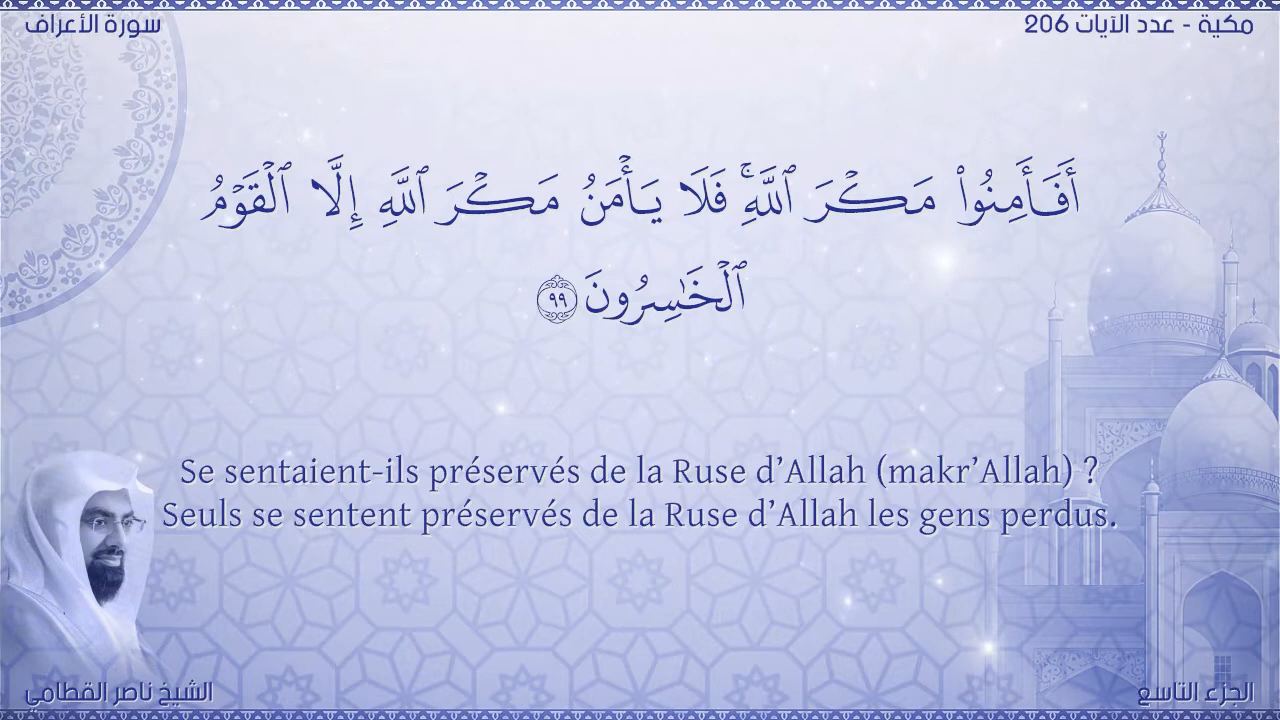 سورة الأعراف
مكية - عدد الآيات 206
أَفَأَمِنُوا۟ مَكْرَ ٱللَّهِ ۚ فَلَا يَأْمَنُ مَكْرَ ٱللَّهِ إِلَّا ٱلْقَوْمُ
ٱلْخَـٰسِرُونَ ٩٩
Se sentaient-ils préservés de la Ruse d’Allah (makr’Allah) ?
Seuls se sentent préservés de la Ruse d’Allah les gens perdus.
الشيخ ناصر القطامي
الجزء التاسع